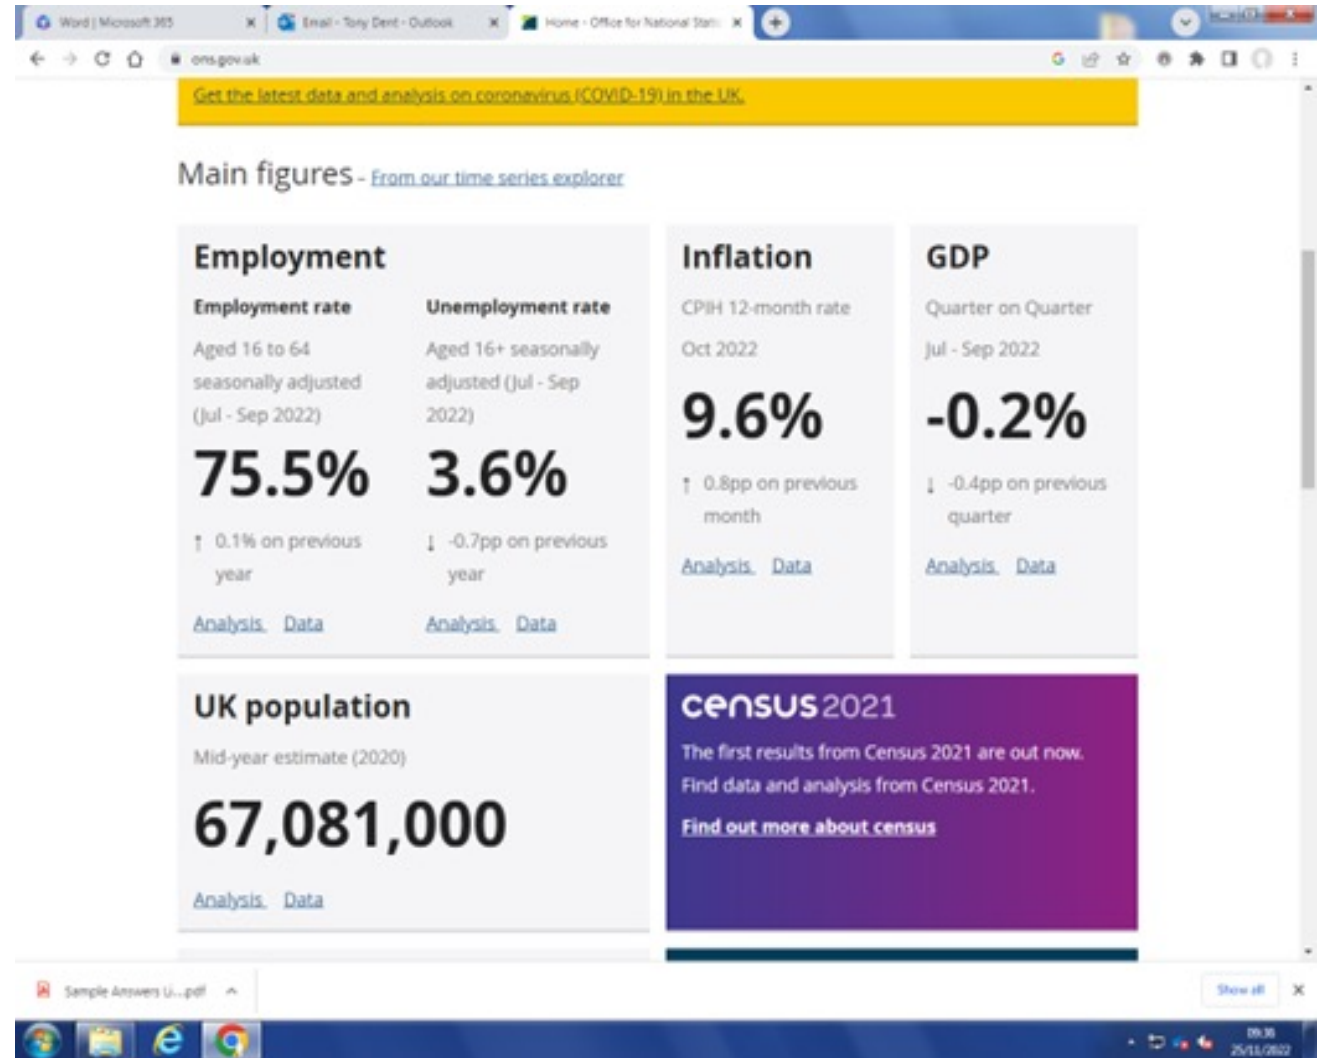 Word | Microsoft 365
Email - Tony Dent - Outlook
Home - Office for National Stati
ons.gov.uk
Get the latest data and analysis on coronavirus (COVID-19) in the UK.
Main figures - From our time series explorer
Employment
Employment rate
Aged 16 to 64
seasonally adjusted
(Jul - Sep 2022)
75.5%
↑ 0.1% on previous
year
Analysis Data
Unemployment rate
Aged 16+ seasonally
adjusted (Jul - Sep
2022)
3.6%
↓ -0.7pp on previous
year
Analysis Data
Inflation
CPIH 12-month rate
Oct 2022
9.6%
↑ 0.8pp on previous
month
Analysis Data
GDP
Quarter on Quarter
Jul - Sep 2022
-0.2%
↓ -0.4pp on previous
quarter
Analysis Data
UK population
Mid-year estimate (2020)
67,081,000
Analysis Data
census 2021
The first results from Census 2021 are out now.
Find data and analysis from Census 2021.
Find out more about census
Sample Answers Li....pdf
Show all
09:36
25/11/2022